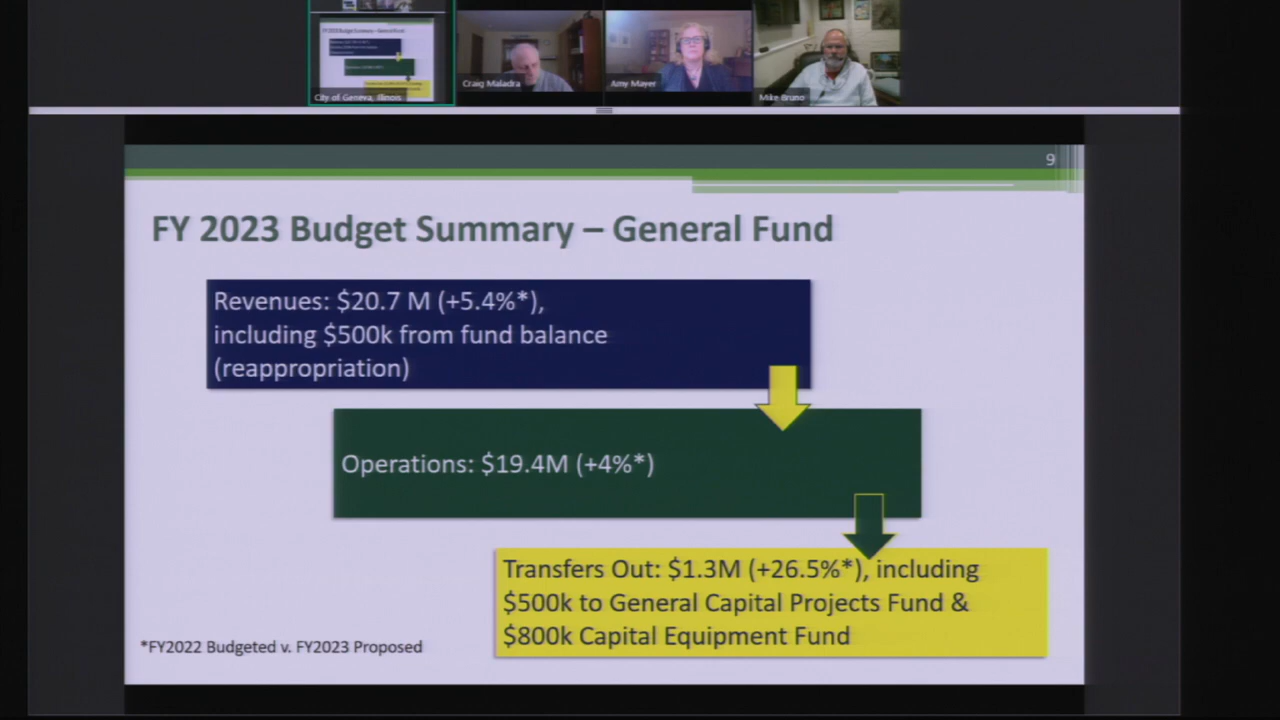 City of Geneva, Illinois
Craig Maladra
Amy Mayer
Mike Bruno
9
FY 2023 Budget Summary – General Fund
Revenues: $20.7 M (+5.4%*),
including $500k from fund balance
(reappropriation)
Operations: $19.4M (+4%*)
Transfers Out: $1.3M (+26.5%*), including
$500k to General Capital Projects Fund &
$800k Capital Equipment Fund
*FY2022 Budgeted v. FY2023 Proposed